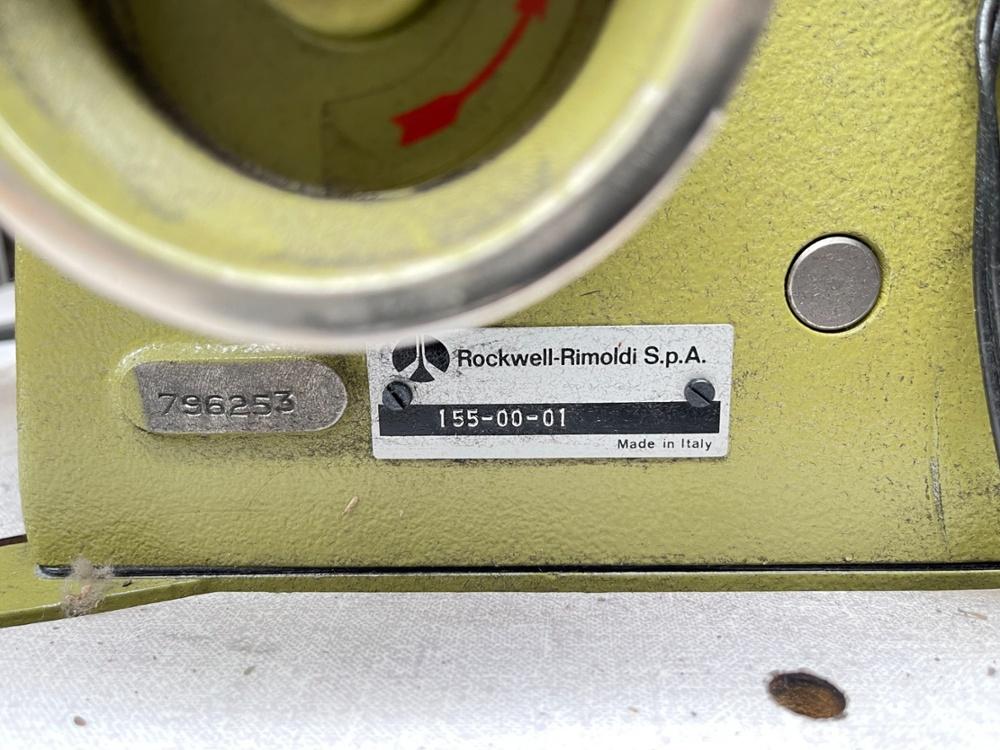 796253
Rockwell-Rimoldi S.p.A.
155-00-01
Made in Italy